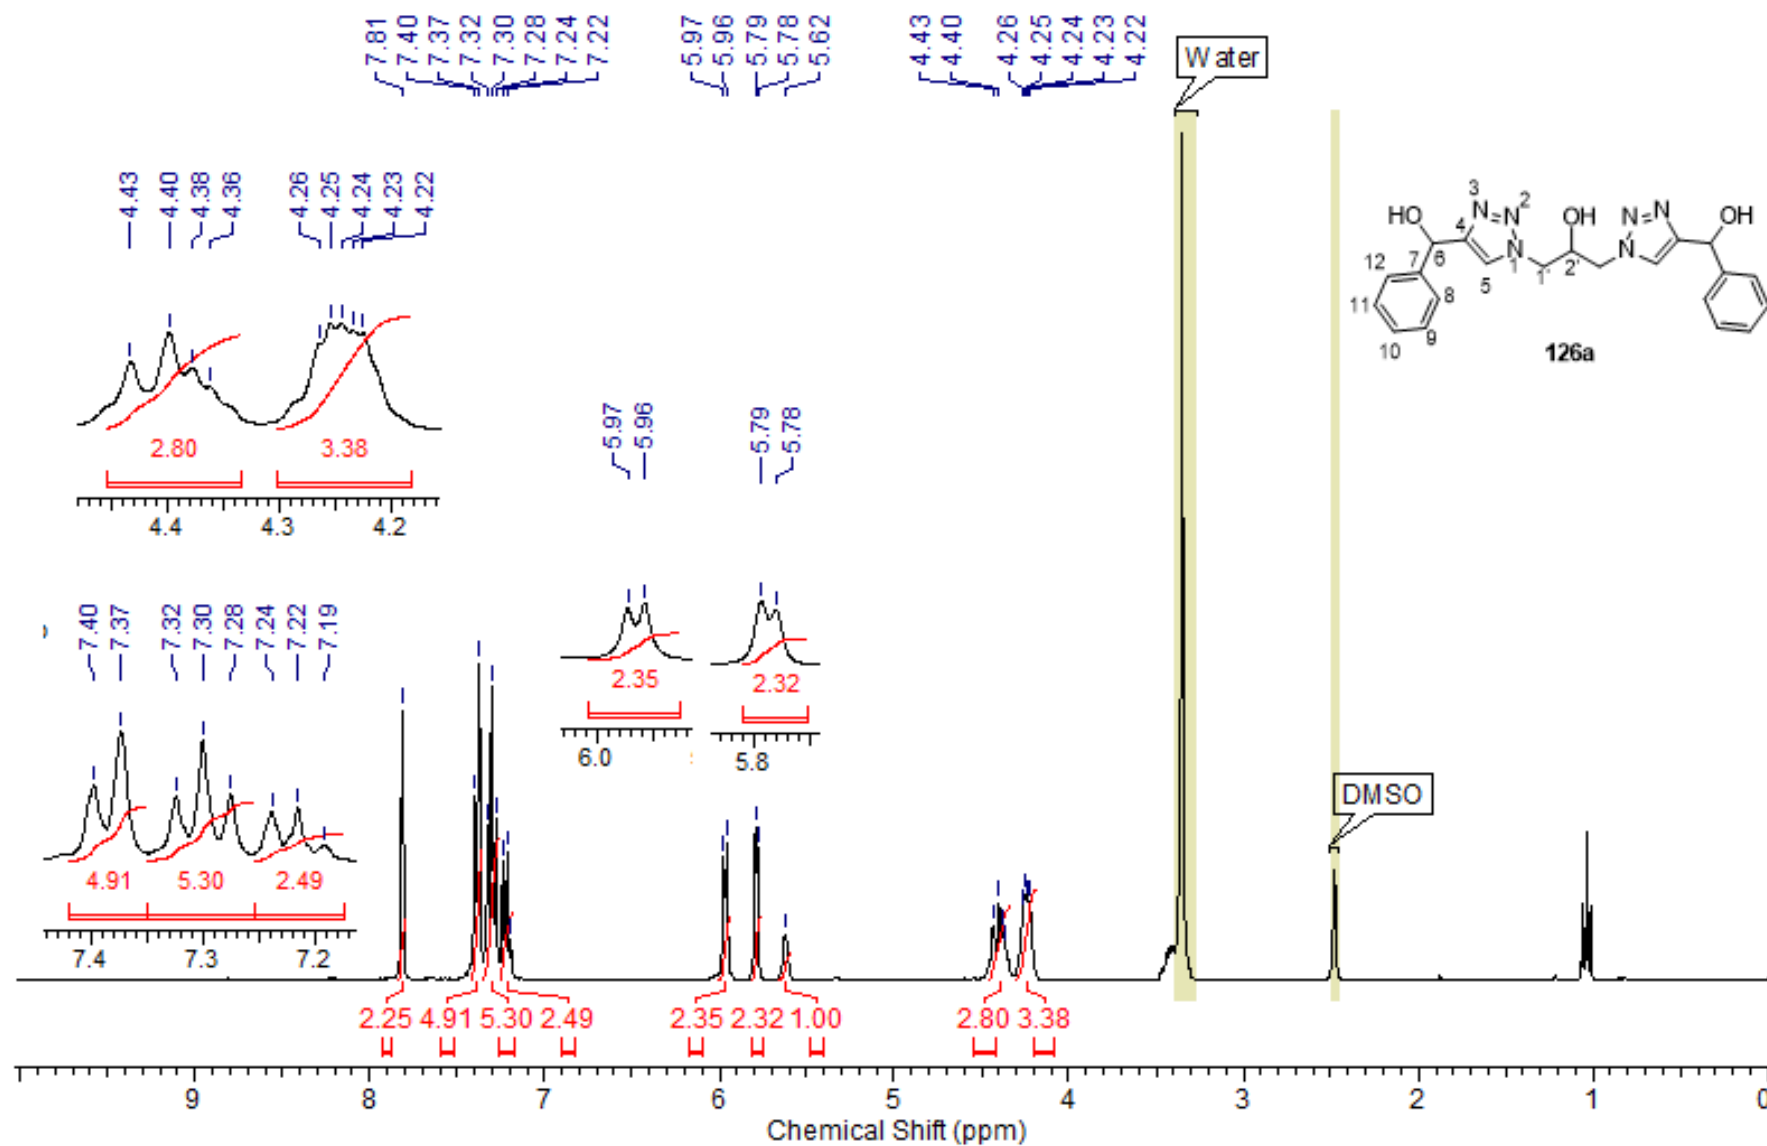 7.81 7.40 7.37 7.32 7.30 7.28 7.24 7.22 5.97 5.96 5.79 5.78 5.62 4.43 4.40 4.26 4.25 4.24 4.23 4.22
Water
4.43 4.40 4.38 4.36 4.26 4.25 4.24 4.23 4.22
2.80 3.38
4.4 4.3 4.2
HO 3 N N 2 4 N 1 5 6 7 8 9 10 11 12 1' OH 2' N N N OH
126a
5.97 5.96 5.79 5.78
2.35 2.32
6.0 5.8
7.40 7.37 7.32 7.30 7.28 7.24 7.22 7.19
4.91 5.30 2.49
7.4 7.3 7.2
DMSO
2.25 4.91 5.30 2.49 2.35 2.32 1.00 2.80 3.38
9 8 7 6 5 4 3 2 1 0
Chemical Shift (ppm)